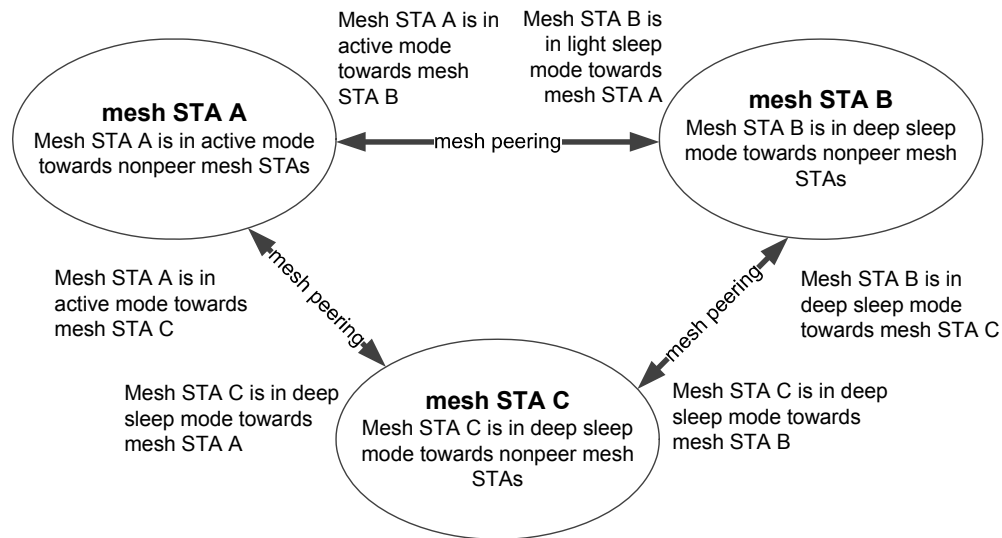 Mesh STA A is in
active mode
towards mesh
STA B
Mesh STA B is
in light sleep
mode towards
mesh STA A
mesh STA A
Mesh STA A is in active mode
towards nonpeer mesh STAs
mesh peering
mesh STA B
Mesh STA B is in deep sleep
mode towards nonpeer mesh
STAs
Mesh STA A is in
active mode towards
mesh STA C
mesh peering
mesh peering
Mesh STA B is in
deep sleep mode
towards mesh STA C
Mesh STA C is in deep
sleep mode towards
mesh STA A
mesh STA C
Mesh STA C is in deep sleep
mode towards nonpeer mesh
STAs
Mesh STA C is in deep
sleep mode towards
mesh STA B